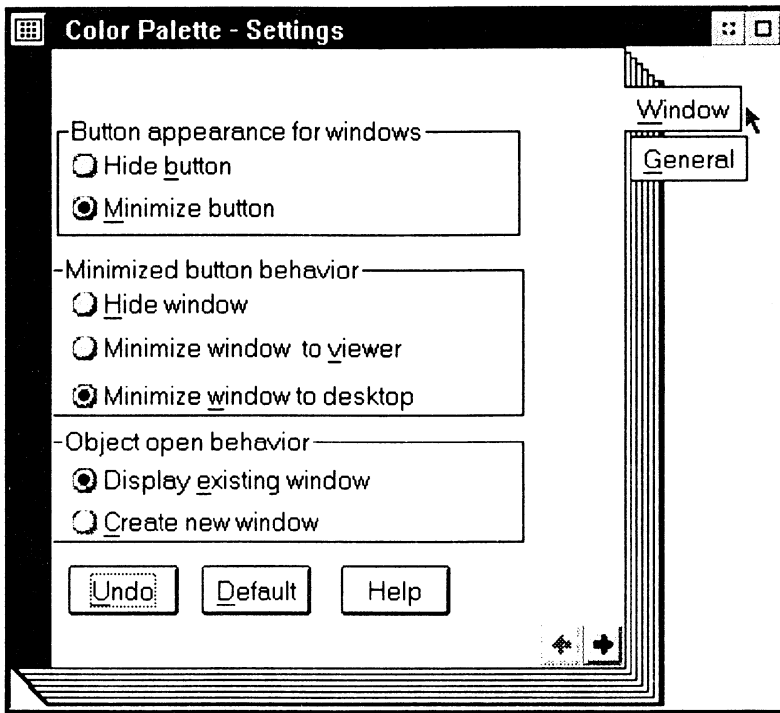 Color Palette - Settings
Window
General
Button appearance for windows
Hide button
Minimize button
Minimized button behavior
Hide window
Minimize window to viewer
Minimize window to desktop
Object open behavior
Display existing window
Create new window
Undo Default Help